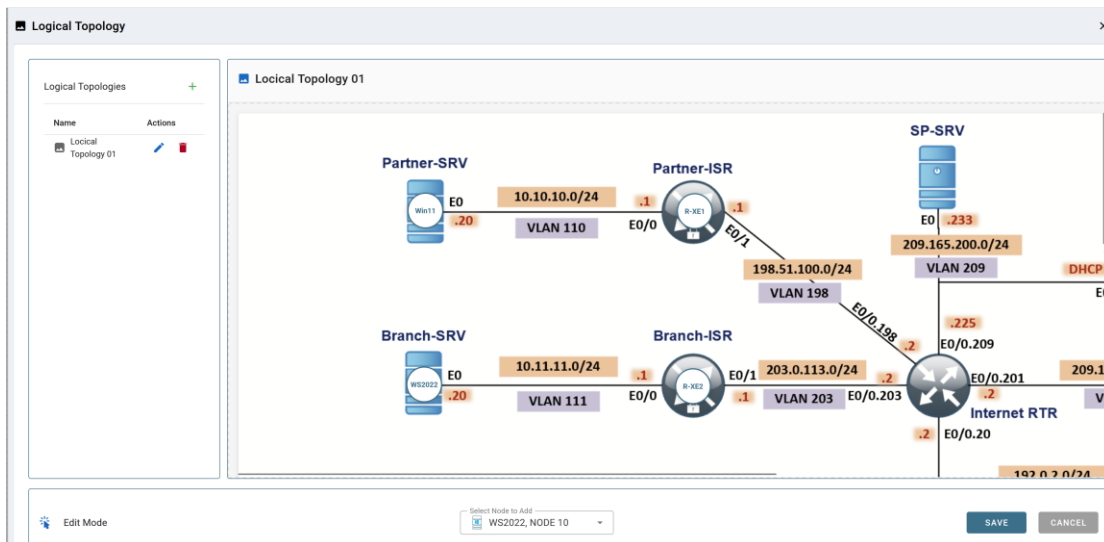 Logical Topology
Logical Topologies
+
Name
Actions
Locical
Topology 01
Locical Topology 01
SP-SRV
Partner-SRV
Partner-ISR
Win11
E0
.20
10.10.10.0/24
VLAN 110
.1
E0/0
R-XE1
.1
E0/1
E0
.233
209.165.200.0/24
VLAN 209
DHCP
198.51.100.0/24
VLAN 198
E0/0.198
.2
.225
E0/0.209
Branch-SRV
Branch-ISR
WS2022
E0
.20
10.11.11.0/24
VLAN 111
.1
E0/0
R-XE2
E0/1
.1
203.0.113.0/24
VLAN 203
.2
E0/0.203
E0/0.201
.2
Internet RTR
.2
E0/0.20
192.0.2.0/24
Edit Mode
Select Node to Add
WS2022, NODE 10
SAVE
CANCEL